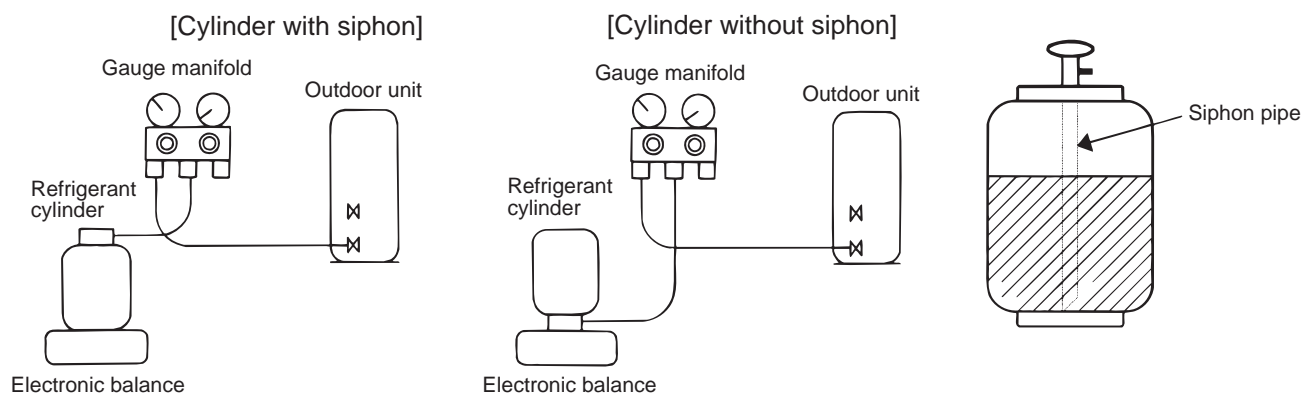 [Cylinder with siphon]
Gauge manifold
Outdoor unit
Refrigerant
cylinder
Electronic balance
[Cylinder without siphon]
Gauge manifold
Outdoor unit
Refrigerant
cylinder
Electronic balance
Siphon pipe